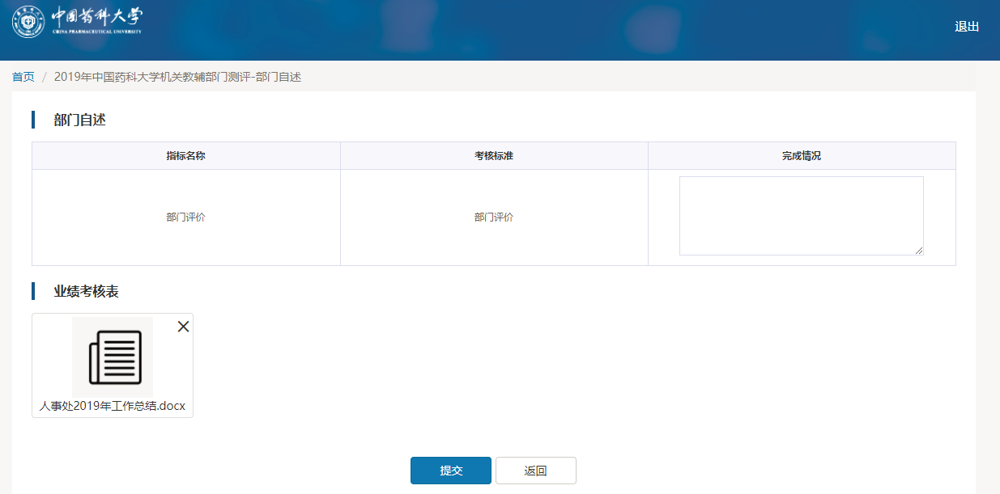 中国药科大学
CHINA PHARMACEUTICAL UNIVERSITY
退出
首页 / 2019年中国药科大学机关教辅部门测评-部门自述
部门自述
指标名称 考核标准 完成情况
部门评价 部门评价
业绩考核表
人事处2019年工作总结.docx
提交 返回